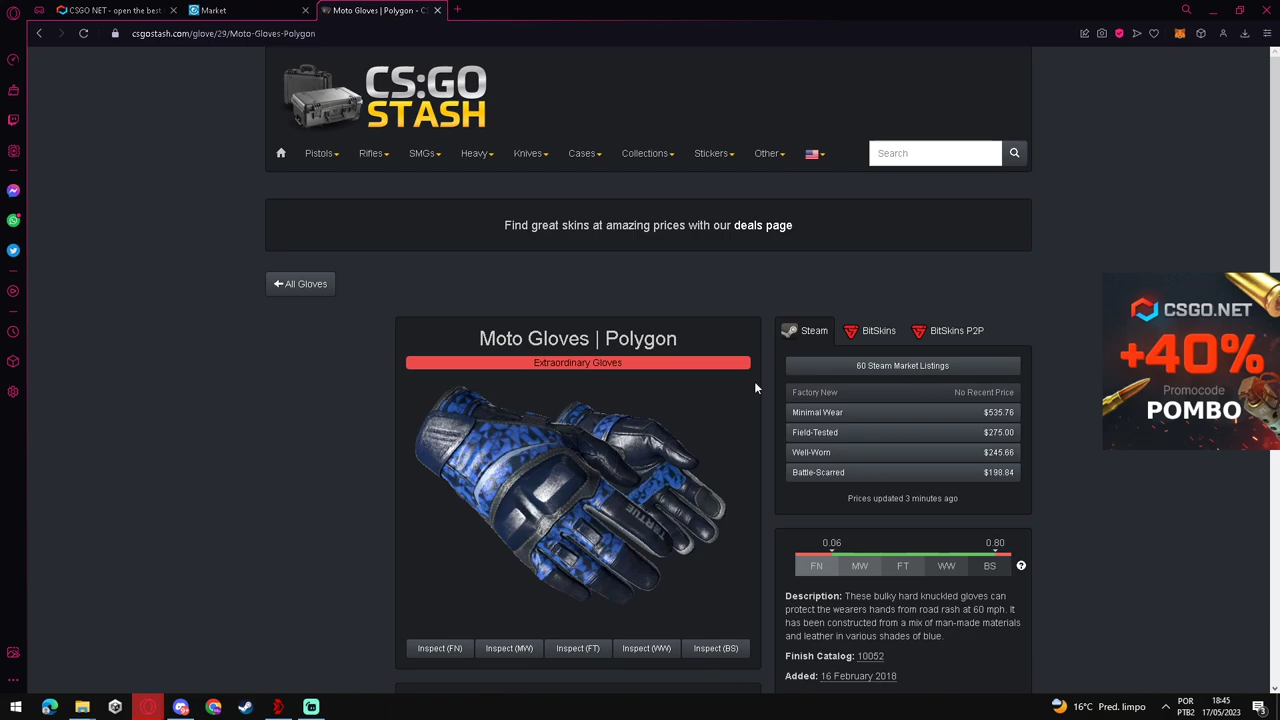 CSGO NET - open the best
Market
Moto Gloves | Polygon - C
csgostash.com/glove/29/Moto-Gloves-Polygon
CS:GO
STASH
Pistols Rifles SMGs Heavy Knives Cases Collections Stickers Other Search
Find great skins at amazing prices with our deals page
All Gloves
Moto Gloves | Polygon
Extraordinary Gloves
Inspect (FN) Inspect (MW) Inspect (FT) Inspect (WW) Inspect (BS)
Steam BitSkins BitSkins P2P
60 Steam Market Listings
Factory New No Recent Price
Minimal Wear $535.76
Field-Tested $275.00
Well-Worn $245.66
Battle-Scarred $198.84
Prices updated 3 minutes ago
0.06 0.80
FN MW FT WW BS
Description: These bulky hard knuckled gloves can
protect the wearers hands from road rash at 60 mph. It
has been constructed from a mix of man-made materials
and leather in various shades of blue.
Finish Catalog: 10052
Added: 16 February 2018
CSGO.NET
+40%
Promocode
POMBO
16°C Pred. limpo
POR
PTB2
18:45
17/05/2023
3